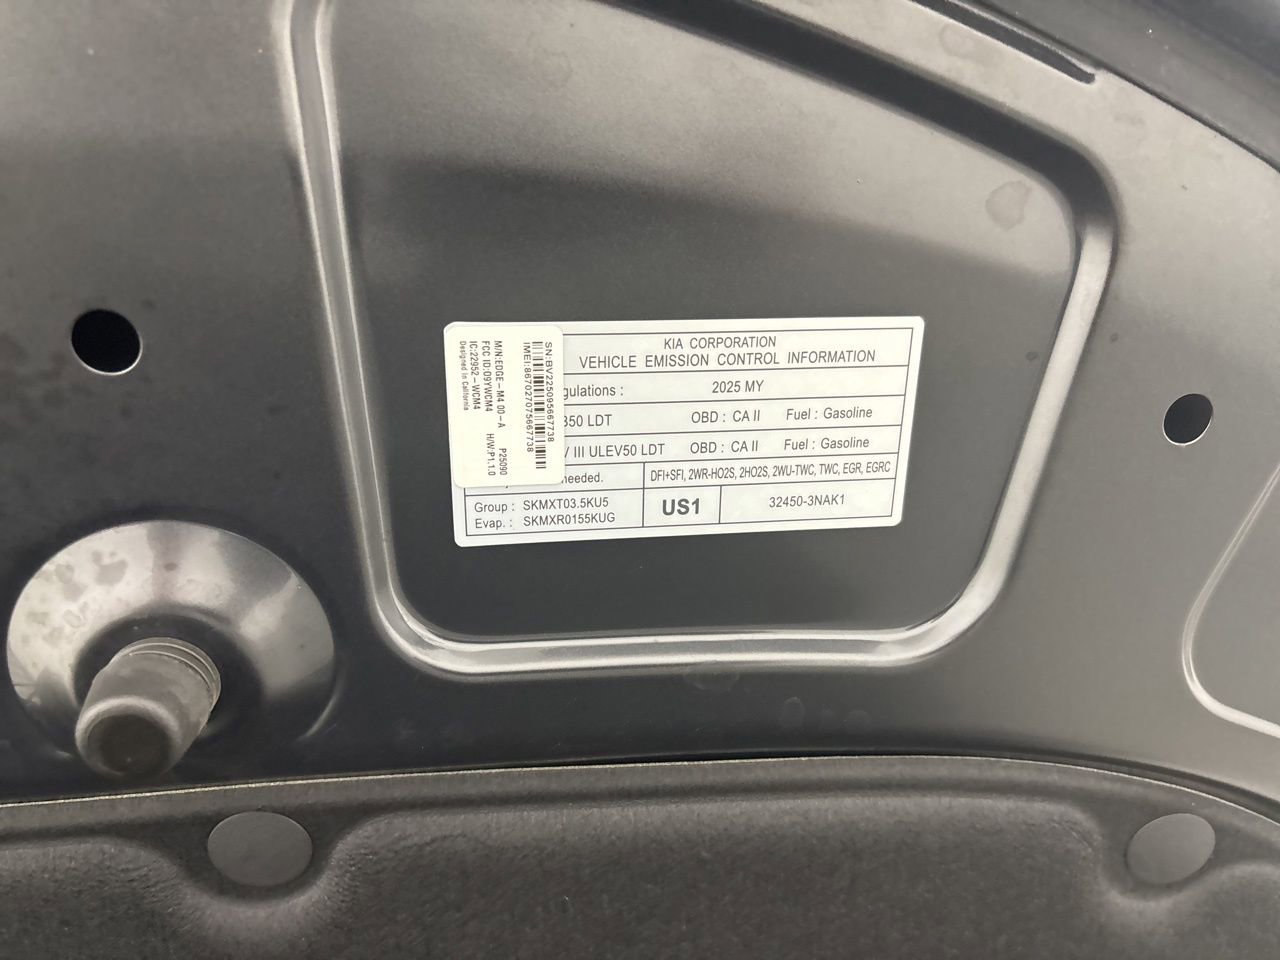 KIA CORPORATION
VEHICLE EMISSION CONTROL INFORMATION
gulations : 2025 MY
350 LDT OBD : CA II Fuel : Gasoline
V III ULEV50 LDT OBD : CA II Fuel : Gasoline
needed. DFI+SFI, 2WR-HO2S, 2HO2S, 2WU-TWC, TWC, EGR, EGRC
Group : SKMXT03.5KU5
Evap. : SKMXR0155KUG
US1
32450-3NAK1
SN:BV225095667738
IMEI:867027075667738
P25090
M/N:EDGE-M4 00-A H/W:P1.1.0
FCC ID:O9YWCM4
IC:22952-WCM4
Designed in California